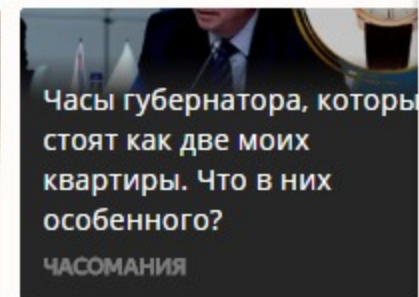 Часы губернатора, которы
стоят как две моих
квартиры. Что в них
особенного?
ЧАСОМАНИЯ